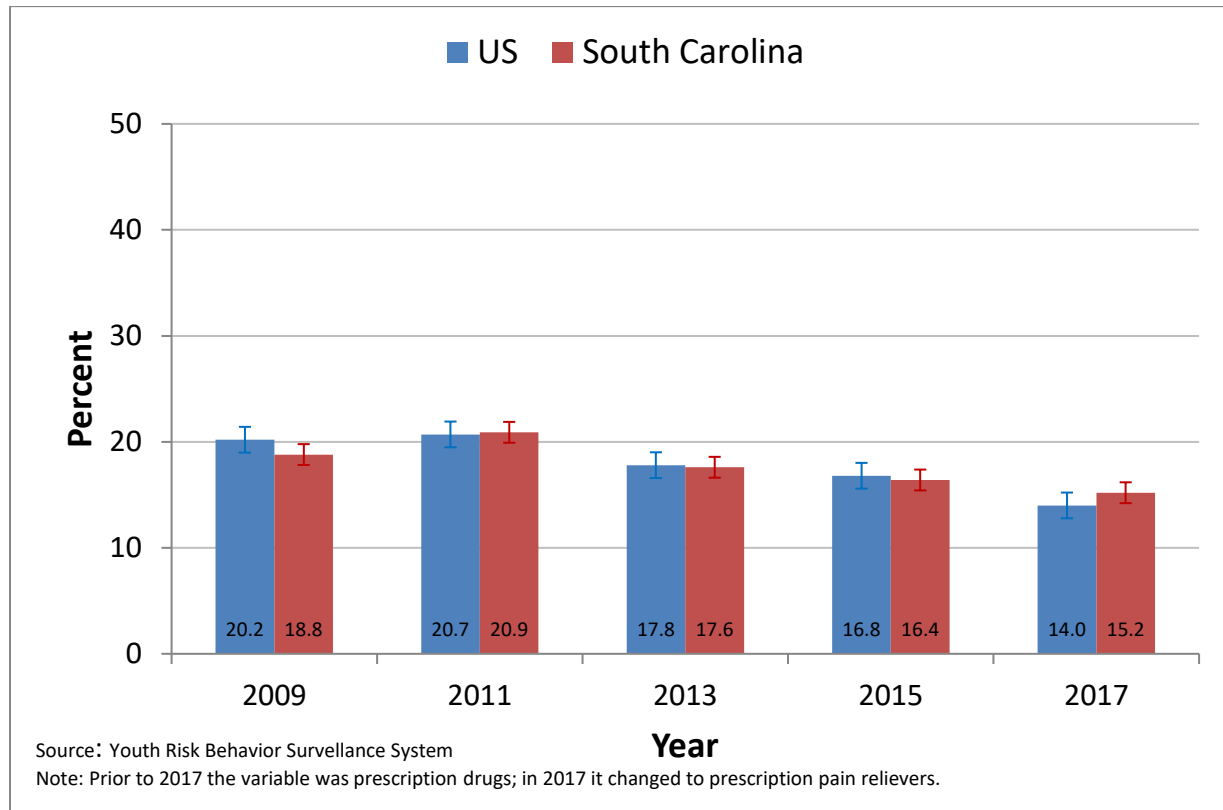 US South Carolina
50
40
30
20
10
0
Percent
20.2 18.8 20.7 20.9 17.8 17.6 16.8 16.4 14.0 15.2
2009 2011 2013 2015 2017
Year
Source: Youth Risk Behavior Survellance System
Note: Prior to 2017 the variable was prescription drugs; in 2017 it changed to prescription pain relievers.